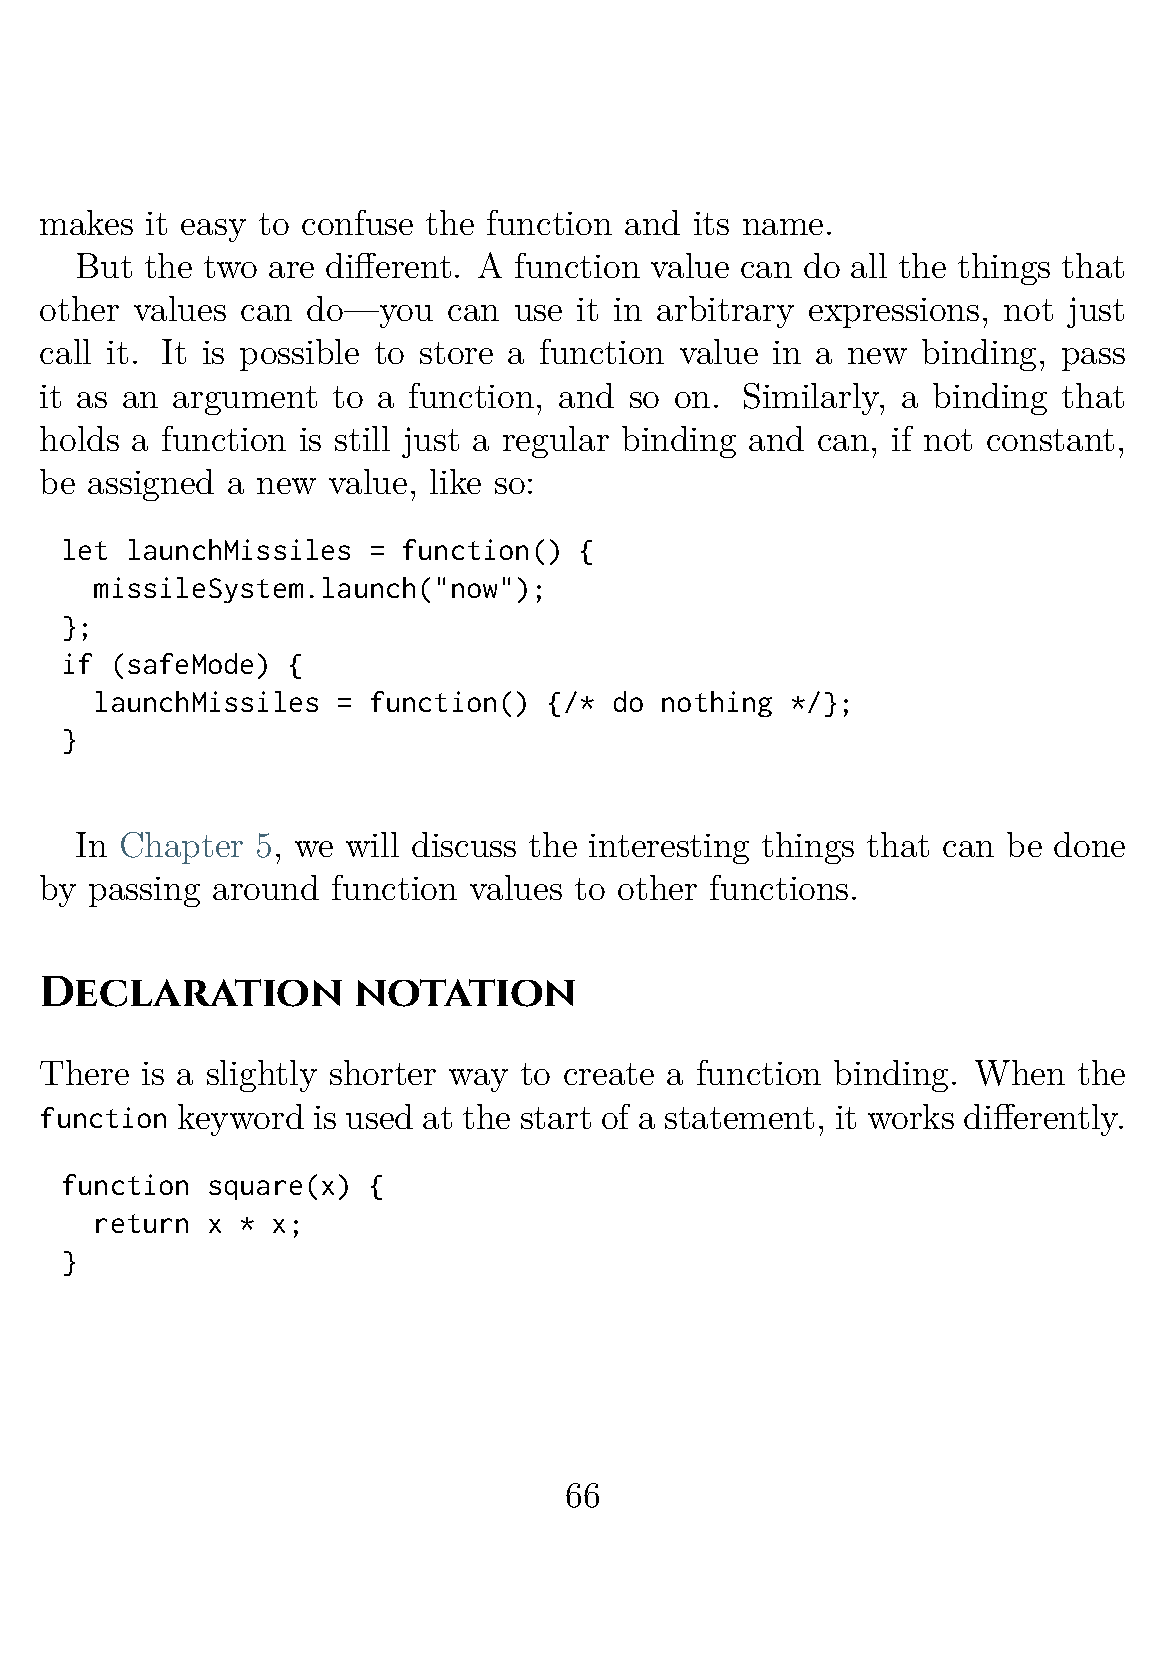 makes it easy to confuse the function and its name.
But the two are different. A function value can do all the things that
other values can do—you can use it in arbitrary expressions, not just
call it. It is possible to store a function value in a new binding, pass
it as an argument to a function, and so on. Similarly, a binding that
holds a function is still just a regular binding and can, if not constant,
be assigned a new value, like so:
let launchMissiles = function() {
  missileSystem.launch("now");
};
if (safeMode) {
  launchMissiles = function() {/* do nothing */};
}
In Chapter 5, we will discuss the interesting things that can be done
by passing around function values to other functions.
Declaration notation
There is a slightly shorter way to create a function binding. When the
function keyword is used at the start of a statement, it works differently.
function square(x) {
  return x * x;
}
66